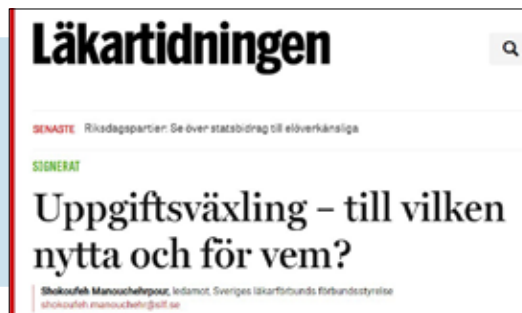 Läkartidningen
SENASTE Riksdagspartier: Se över statsbidrag till elöverkänsliga
SIGNERAT
Uppgiftsväxling – till vilken
nytta och för vem?
Shokoufeh Manouchehrpour, ledamot, Sveriges läkarförbunds förbundsstyrelse
shokoufeh.manouchehr@slf.se